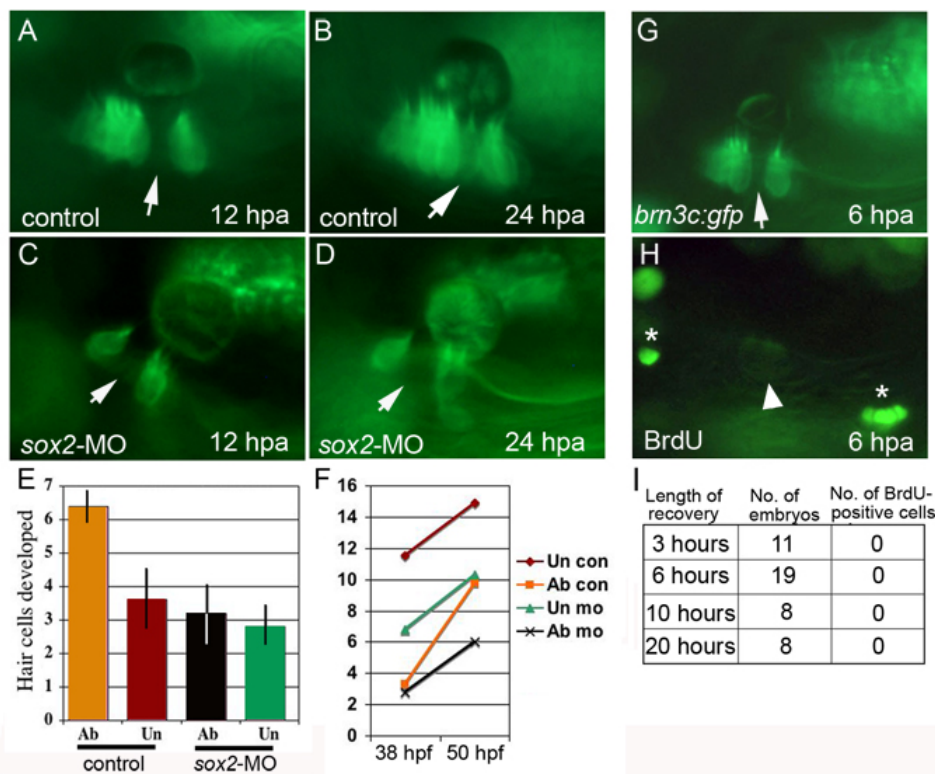 A
control
12 hpa
B
control
24 hpa
G
brn3c:gfp
6 hpa
C
sox2-MO
12 hpa
D
sox2-MO
24 hpa
H
*
*
BrdU
6 hpa
E
Hair cells developed
7
6
5
4
3
2
1
0
Ab Un Ab Un
control sox2-MO
F
16
14
12
10
8
6
4
2
0
38 hpf 50 hpf
Un con
Ab con
Un mo
Ab mo
I
Length of recovery No. of embryos No. of BrdU-positive cells
3 hours 11 0
6 hours 19 0
10 hours 8 0
20 hours 8 0